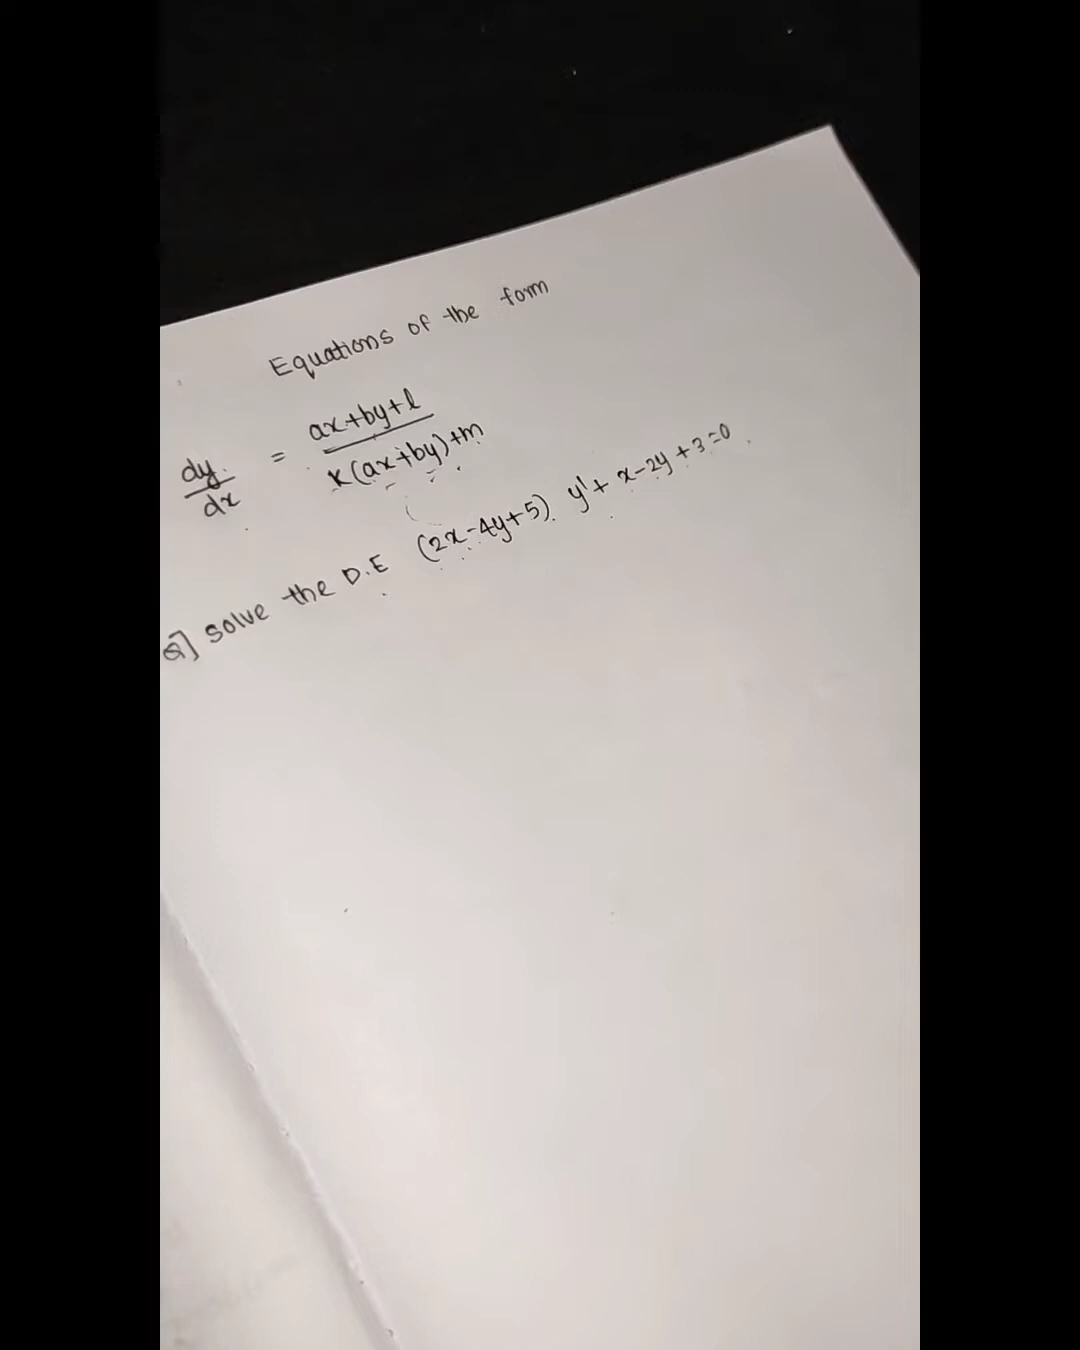 Equations of the form
dy/dx = ax+by+l / k(ax+by)+m
Q] solve the D.E (2x-4y+5) y'+ x-2y+3=0